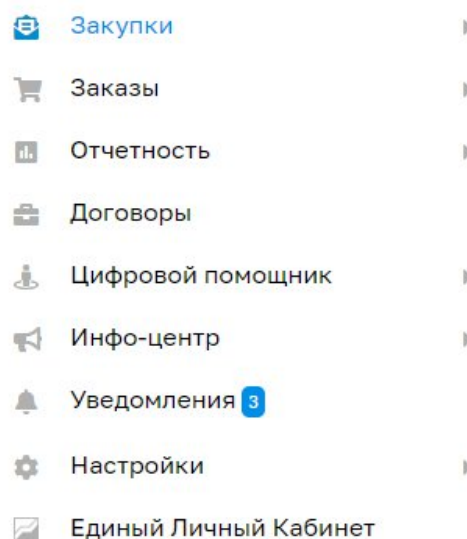 Закупки
Заказы
Отчетность
Договоры
Цифровой помощник
Инфо-центр
Уведомления 3
Настройки
Единый Личный Кабинет